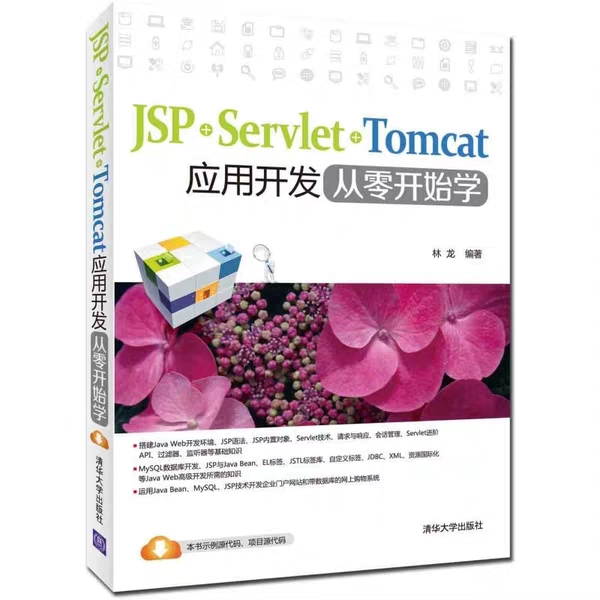 JSP+Servlet+Tomcat
应用开发 从零开始学
林龙 编著
•搭建Java Web开发环境、JSP语法、JSP内置对象、Servlet技术、请求与响应、会话管理、Servlet进阶
API、过滤器、监听器等基础知识
•MySQL数据库开发、JSP与Java Bean、EL标签、JSTL标签库、自定义标签、JDBC、XML、资源国际化
等Java Web高级开发所需的知识
•运用Java Bean、MySQL、JSP技术开发企业门户网站和带数据库的网上购物系统
本书示例源代码、项目源代码
清华大学出版社
JSP+Servlet+Tomcat应用开发 从零开始学
清华大学出版社